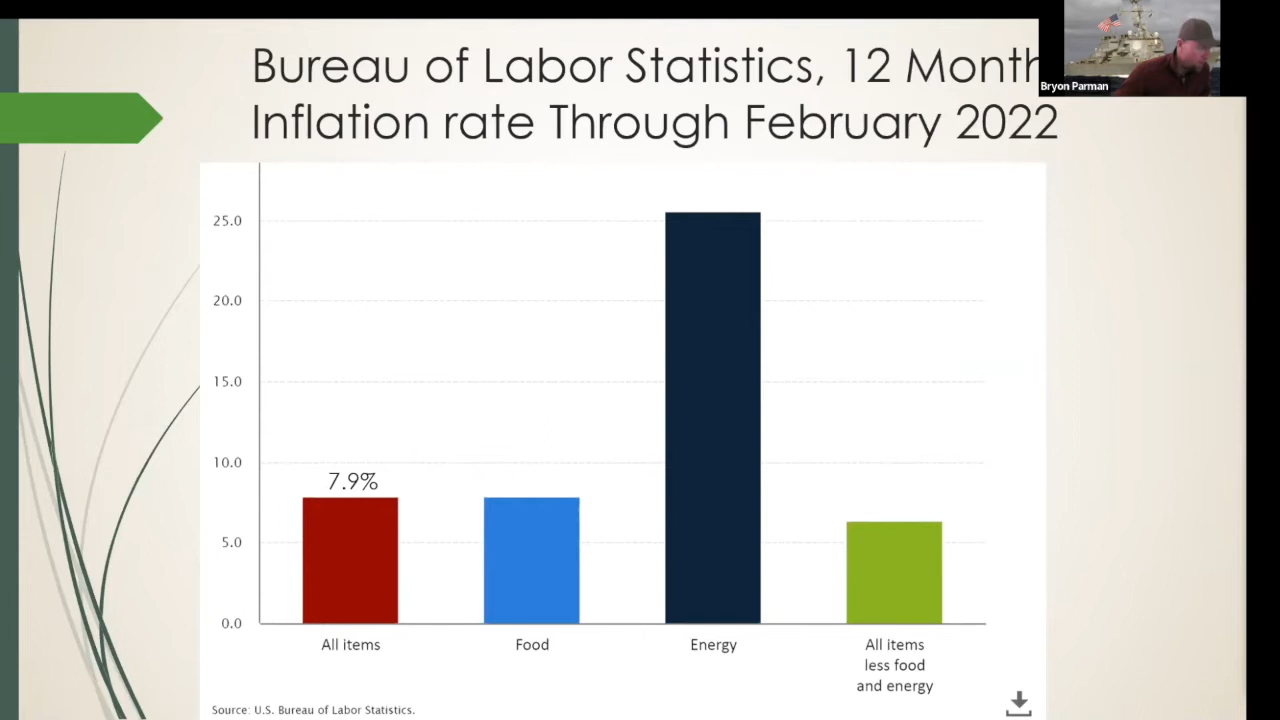 Bureau of Labor Statistics, 12 Month
Inflation rate Through February 2022
Bryon Parman
25.0
20.0
15.0
10.0
5.0
0.0
7.9%
All items
Food
Energy
All items
less food
and energy
Source: U.S. Bureau of Labor Statistics.